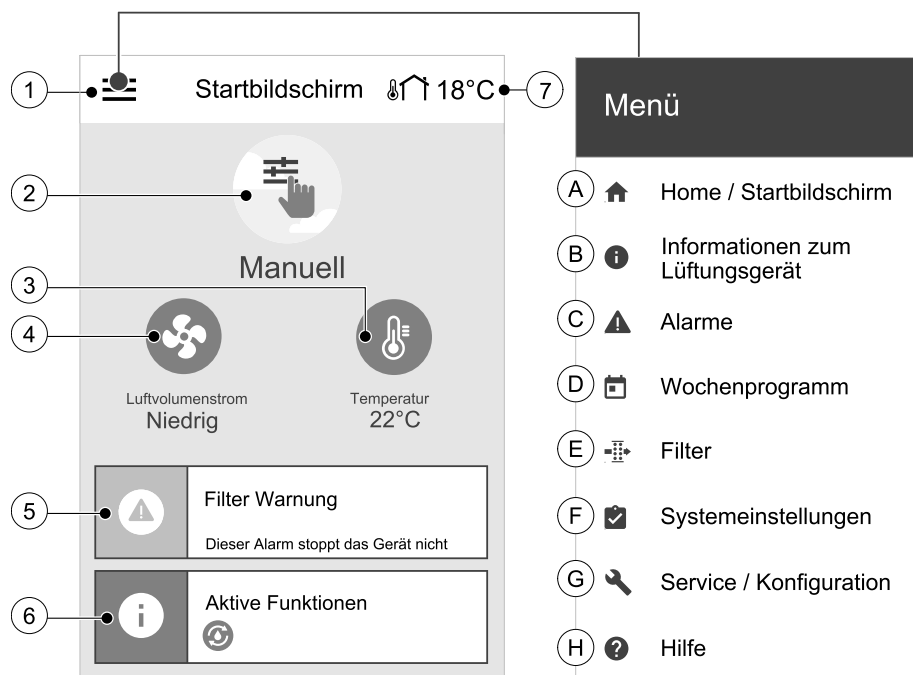 1
Startbildschirm 18°C
7
2
Manuell
3
4
Luftvolumenstrom
Niedrig
Temperatur
22°C
5
Filter Warnung
Dieser Alarm stoppt das Gerät nicht
6
Aktive Funktionen
Menü
A Home / Startbildschirm
B Informationen zum
Lüftungsgerät
C Alarme
D Wochenprogramm
E Filter
F Systemeinstellungen
G Service / Konfiguration
H Hilfe